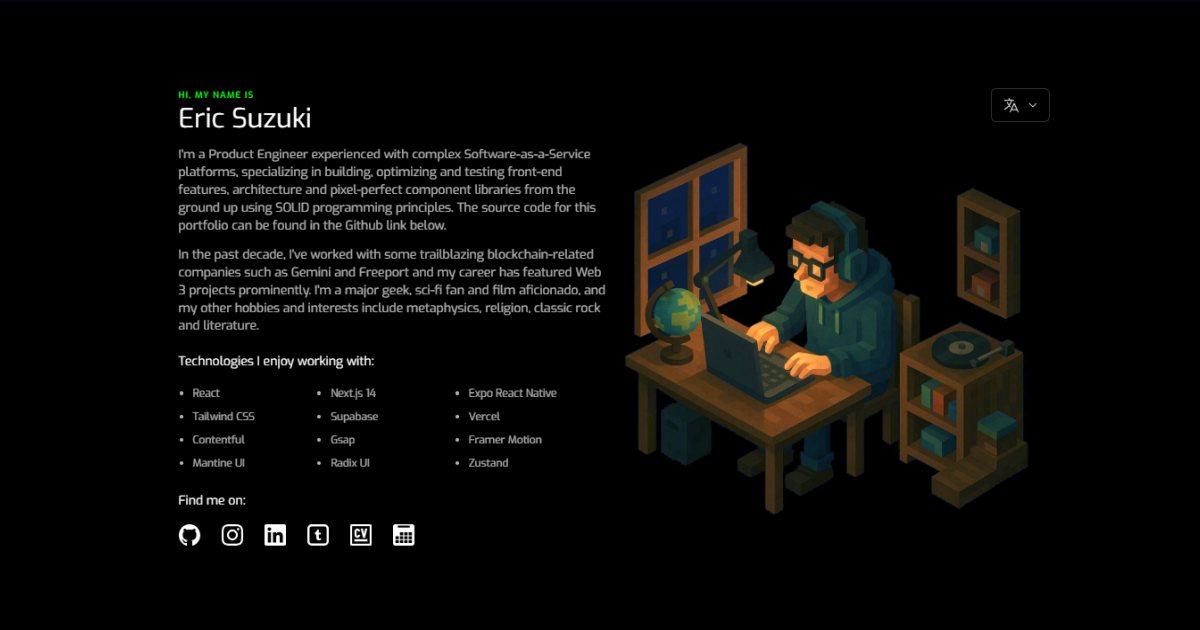 HI, MY NAME IS
Eric Suzuki
I'm a Product Engineer experienced with complex Software-as-a-Service
platforms, specializing in building, optimizing and testing front-end
features, architecture and pixel-perfect component libraries from the
ground up using SOLID programming principles. The source code for this
portfolio can be found in the Github link below.
In the past decade, I've worked with some trailblazing blockchain-related
companies such as Gemini and Freeport and my career has featured Web
3 projects prominently. I'm a major geek, sci-fi fan and film aficionado, and
my other hobbies and interests include metaphysics, religion, classic rock
and literature.
Technologies I enjoy working with:
• React
• Next.js 14
• Expo React Native
• Tailwind CSS
• Supabase
• Vercel
• Contentful
• Gsap
• Framer Motion
• Mantine UI
• Radix UI
• Zustand
Find me on:
in
t
CV